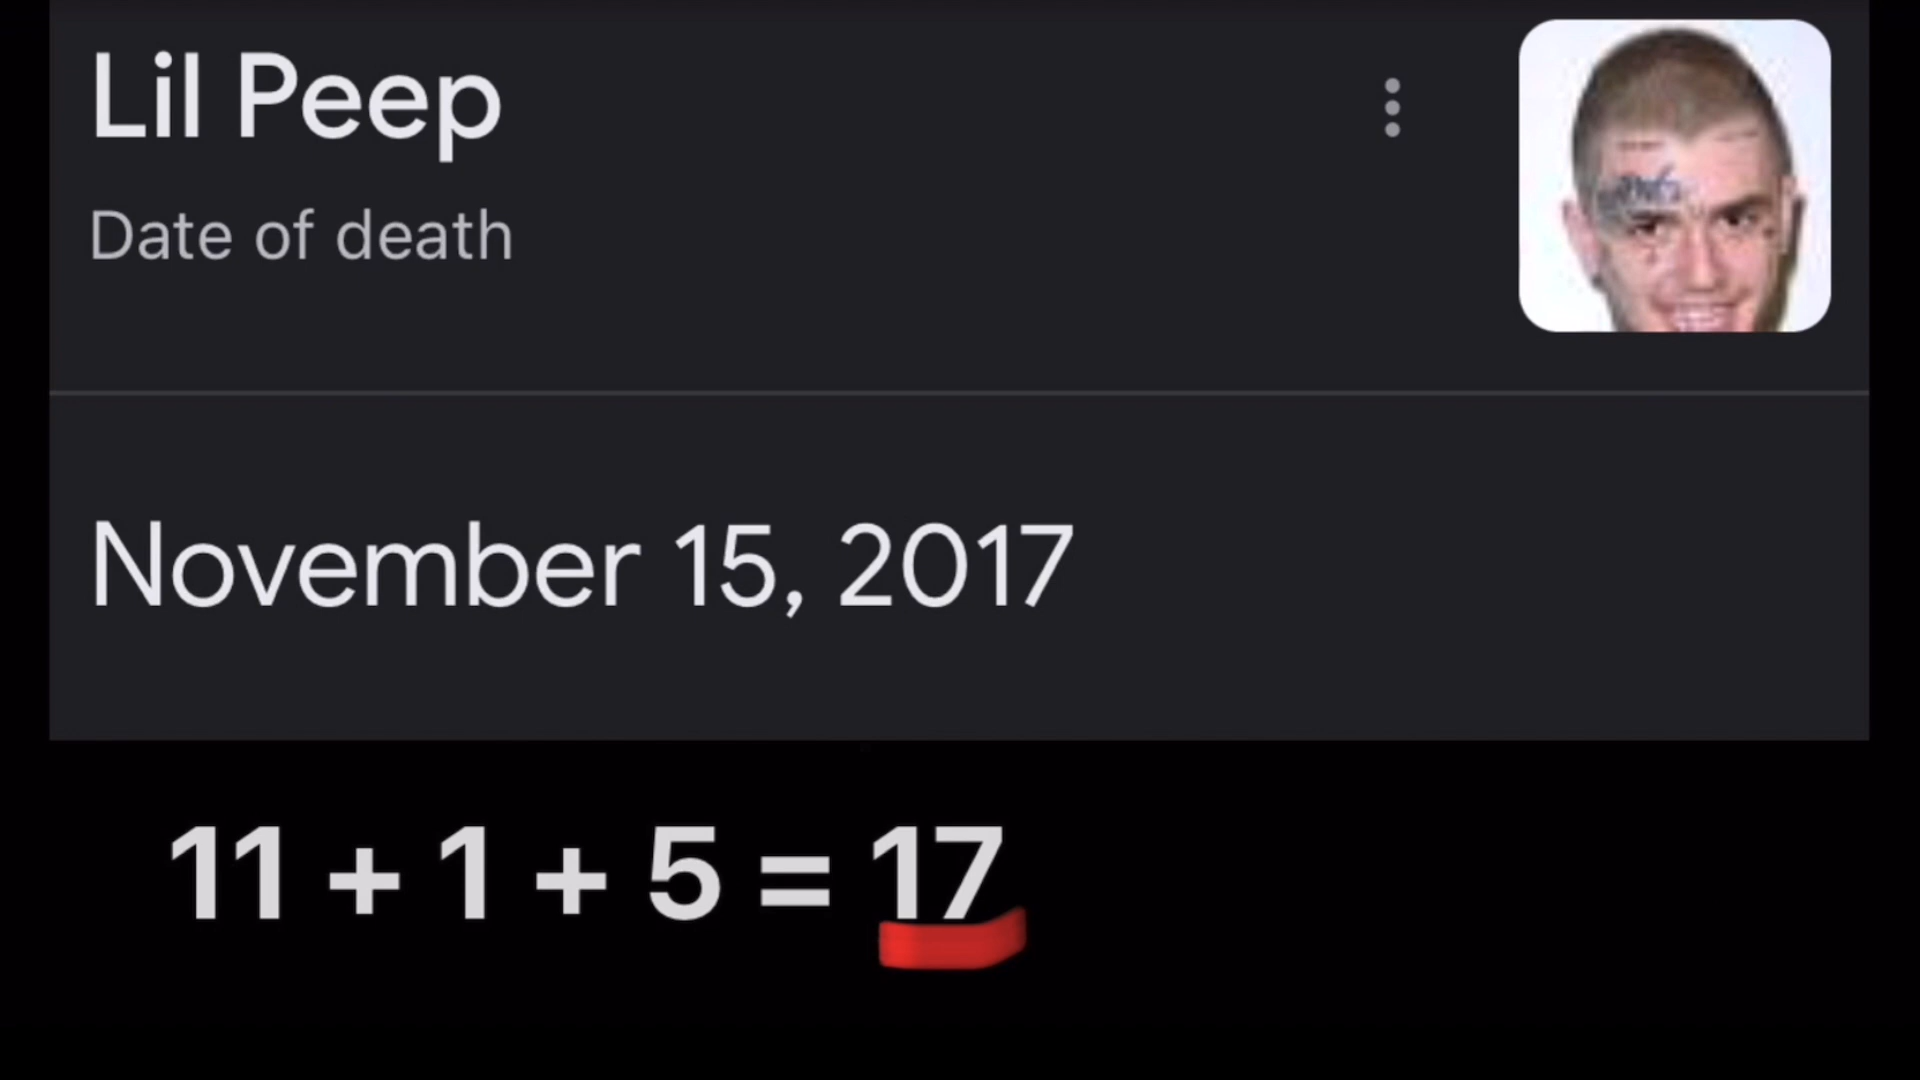 Lil Peep
Date of death
November 15, 2017
11 + 1 + 5 = 17